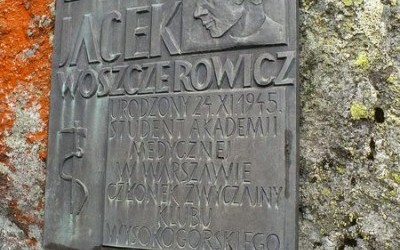 JACEK
WOSZCZEROWICZ
URODZONY 24 XI 1945.
STUDENT AKADEMII
MEDYCZNEJ
W WARSZAWIE
CZŁONEK ZWYCZAJNY
KLUBU
WYSOKOGÓRSKIEGO